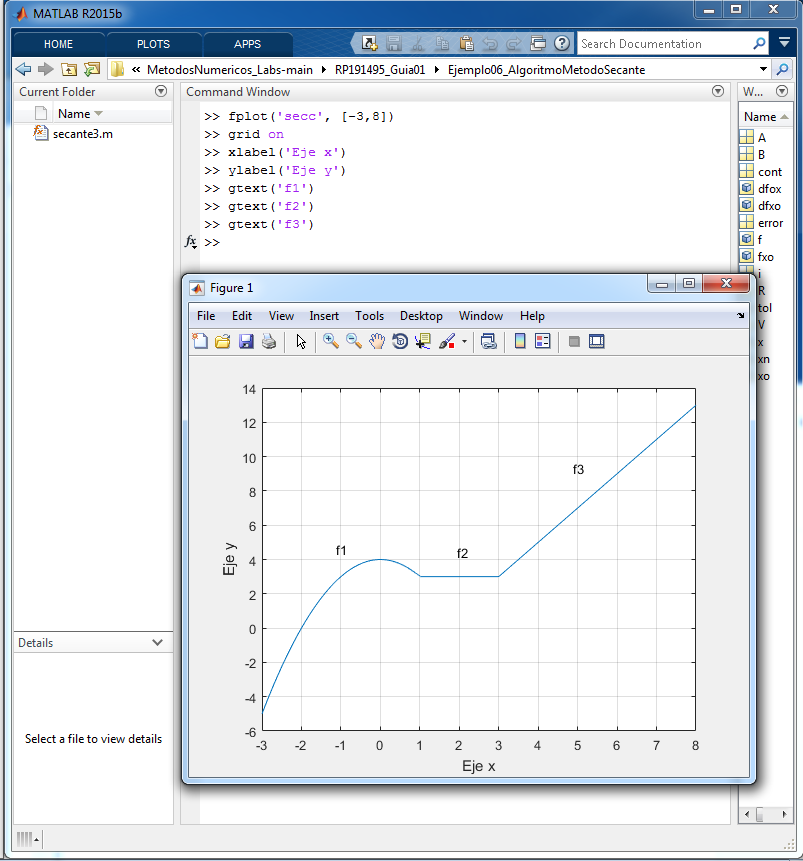 MATLAB R2015b
HOME PLOTS APPS Search Documentation
« MetodosNumericos_Labs-main RP191495_Guia01 Ejemplo06_AlgoritmoMetodoSecante
Current Folder
Name
secante3.m
Details
Select a file to view details
Command Window
>> fplot('secc', [-3,8])
>> grid on
>> xlabel('Eje x')
>> ylabel('Eje y')
>> gtext('f1')
>> gtext('f2')
>> gtext('f3')
fx >>
W...
Name
A
B
cont
dfox
dfxo
error
f
fxo
i
R
tol
V
x
xn
xo
Figure 1
File Edit View Insert Tools Desktop Window Help
14
12
10
8
6
4
2
0
-2
-4
-6
Eje y
f1
f2
f3
-3 -2 -1 0 1 2 3 4 5 6 7 8
Eje x